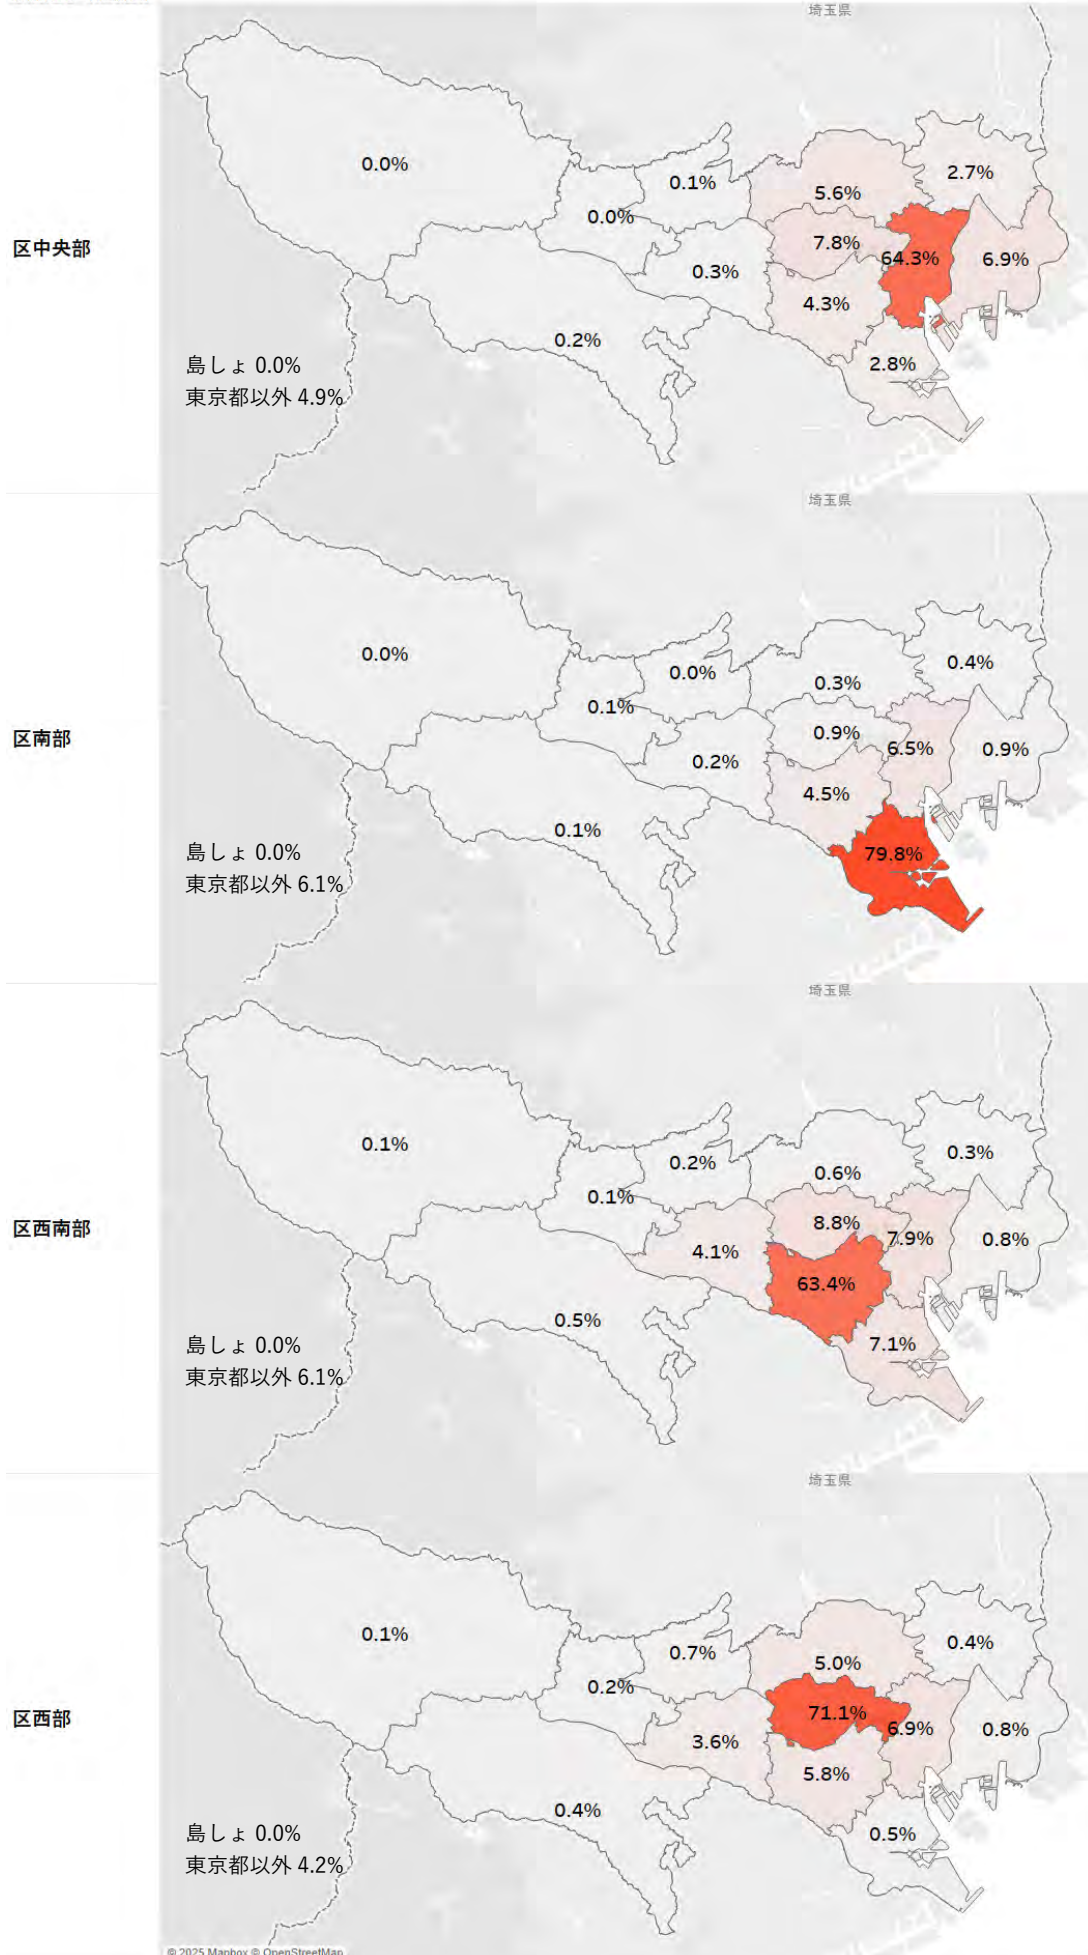 埼玉県
区中央部
0.0%
0.1%
0.0%
5.6%
2.7%
7.8%
64.3%
6.9%
0.3%
4.3%
0.2%
2.8%
島しょ 0.0%
東京都以外 4.9%
埼玉県
区南部
0.0%
0.0%
0.1%
0.3%
0.4%
0.9%
6.5%
0.9%
0.2%
4.5%
0.1%
79.8%
島しょ 0.0%
東京都以外 6.1%
埼玉県
区西南部
0.1%
0.2%
0.1%
0.6%
0.3%
8.8%
7.9%
0.8%
4.1%
63.4%
0.5%
7.1%
島しょ 0.0%
東京都以外 6.1%
埼玉県
区西部
0.1%
0.7%
0.2%
5.0%
0.4%
71.1%
6.9%
0.8%
3.6%
5.8%
0.4%
0.5%
島しょ 0.0%
東京都以外 4.2%
© 2025 Mapbox © OpenStreetMap